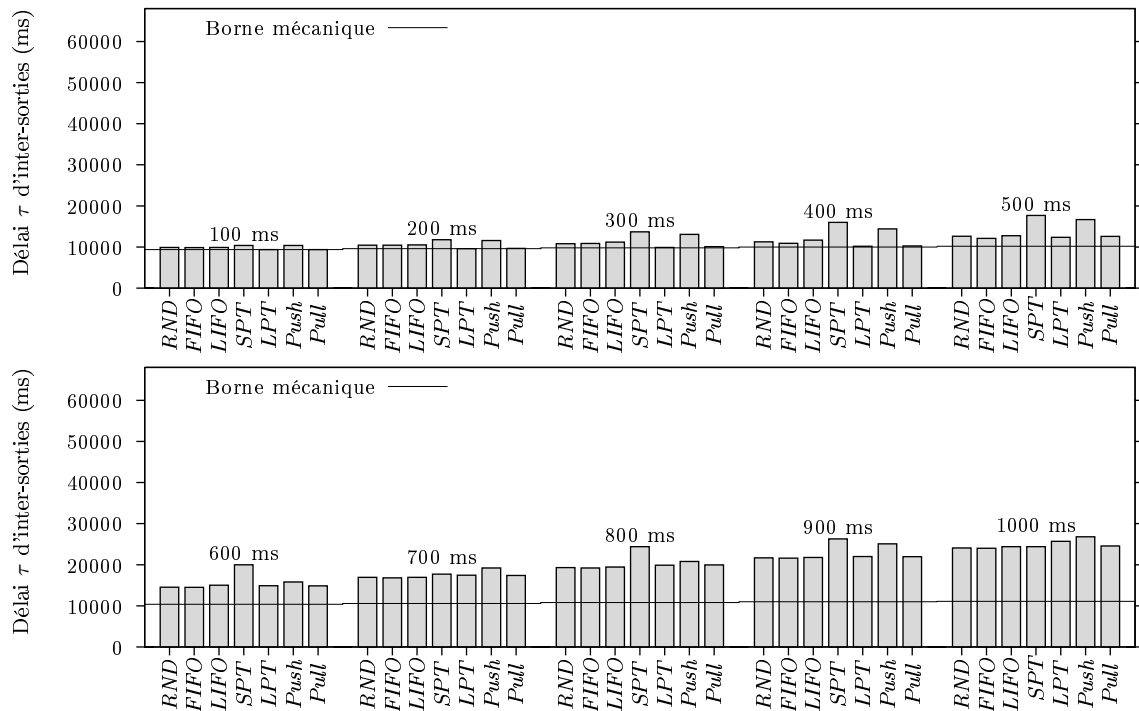 Délai τ d'inter-sorties (ms)
60000
50000
40000
30000
20000
10000
0
Borne mécanique
100 ms
200 ms
300 ms
400 ms
500 ms
RND FIFO LIFO SPT LPT Push Pull RND FIFO LIFO SPT LPT Push Pull RND FIFO LIFO SPT LPT Push Pull RND FIFO LIFO SPT LPT Push Pull RND FIFO LIFO SPT LPT Push Pull
Délai τ d'inter-sorties (ms)
60000
50000
40000
30000
20000
10000
0
Borne mécanique
600 ms
700 ms
800 ms
900 ms
1000 ms
RND FIFO LIFO SPT LPT Push Pull RND FIFO LIFO SPT LPT Push Pull RND FIFO LIFO SPT LPT Push Pull RND FIFO LIFO SPT LPT Push Pull RND FIFO LIFO SPT LPT Push Pull